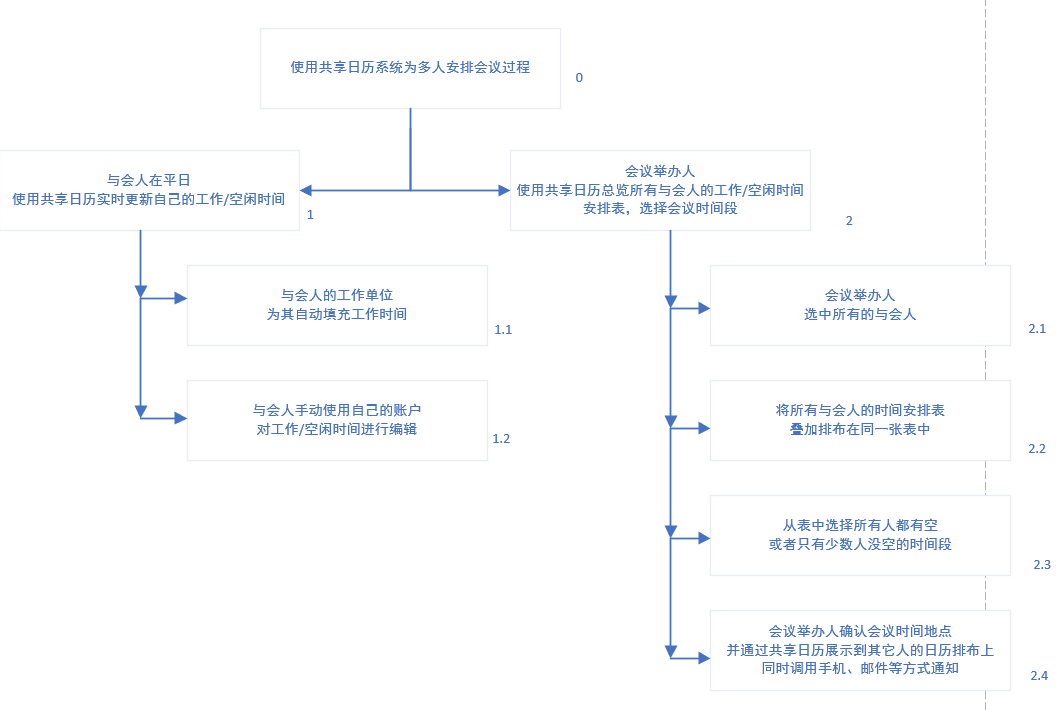 使用共享日历系统为多人安排会议过程
0
与会人在平日
使用共享日历实时更新自己的工作/空闲时间
1
会议举办人
使用共享日历总览所有与会人的工作/空闲时间
安排表，选择会议时间段
2
与会人的工作单位
为其自动填充工作时间
1.1
与会人手动使用自己的账户
对工作/空闲时间进行编辑
1.2
会议举办人
选中所有的与会人
2.1
将所有与会人的时间安排表
叠加排布在同一张表中
2.2
从表中选择所有人都有空
或者只有少数人没空的时间段
2.3
会议举办人确认会议时间地点
并通过共享日历展示到其它人的日历排布上
同时调用手机、邮件等方式通知
2.4